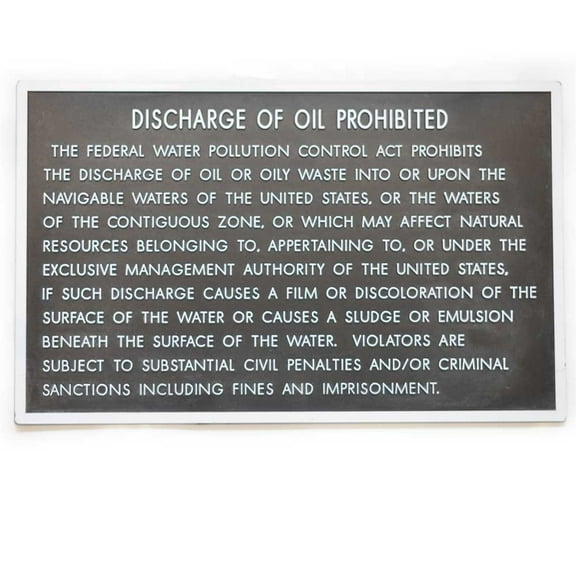 DISCHARGE OF OIL PROHIBITED
THE FEDERAL WATER POLLUTION CONTROL ACT PROHIBITS
THE DISCHARGE OF OIL OR OILY WASTE INTO OR UPON THE
NAVIGABLE WATERS OF THE UNITED STATES, OR THE WATERS
OF THE CONTIGUOUS ZONE, OR WHICH MAY AFFECT NATURAL
RESOURCES BELONGING TO, APPERTAINING TO, OR UNDER THE
EXCLUSIVE MANAGEMENT AUTHORITY OF THE UNITED STATES,
IF SUCH DISCHARGE CAUSES A FILM OR DISCOLORATION OF THE
SURFACE OF THE WATER OR CAUSES A SLUDGE OR EMULSION
BENEATH THE SURFACE OF THE WATER. VIOLATORS ARE
SUBJECT TO SUBSTANTIAL CIVIL PENALTIES AND/OR CRIMINAL
SANCTIONS INCLUDING FINES AND IMPRISONMENT.